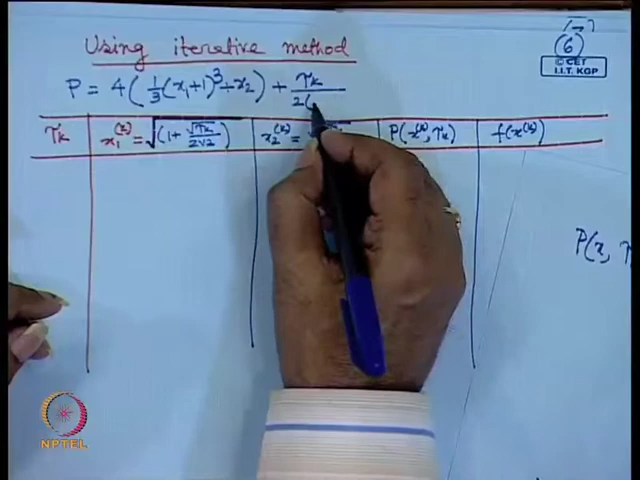 6
© CET
I.I.T. KGP
Using iterative method
P = 4(1/3(x₁+1)³+x₂) + rₖ/2(
rₖ x₁⁽ᵏ⁾ = √(1+ √rₖ/2√2) x₂⁽ᵏ⁾ = P(x⁽ᵏ⁾, rₖ) f(x⁽ᵏ⁾)
P(x,
NPTEL